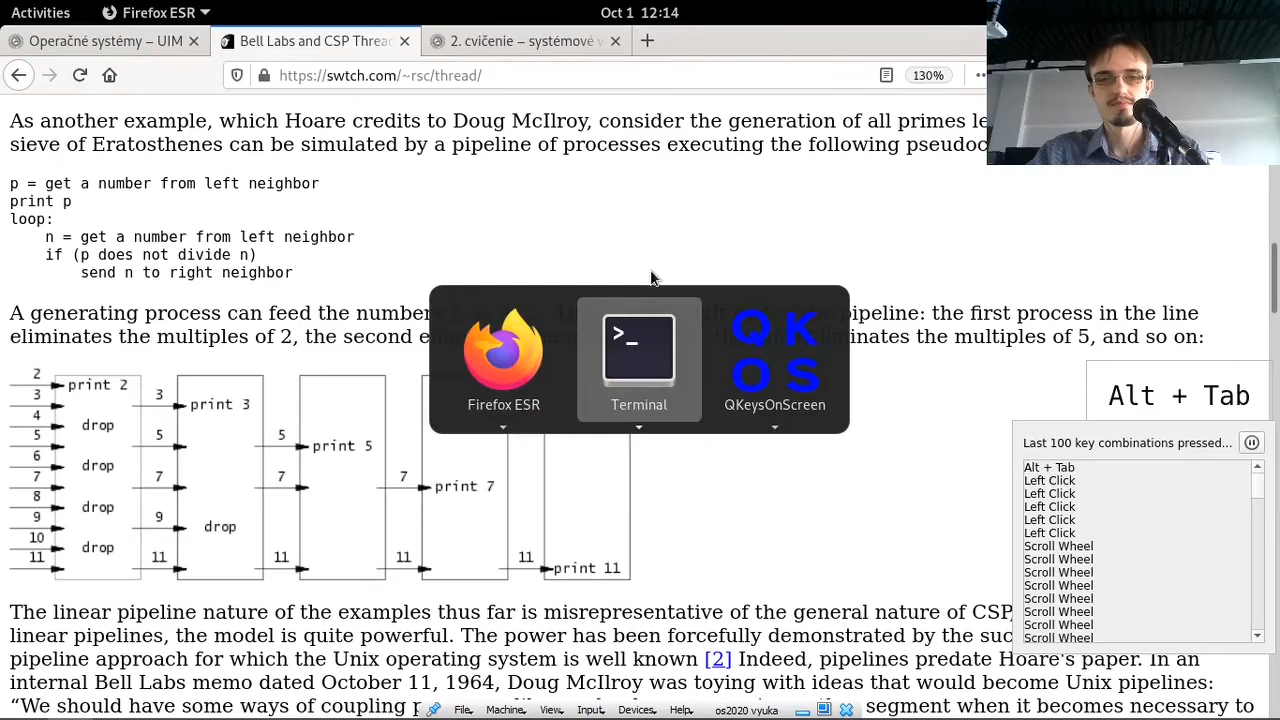 Activities Firefox ESR Oct 1 12:14
Operačné systémy – UIM Bell Labs and CSP Threa 2. cvičenie – systémové v
https://swtch.com/~rsc/thread/ 130%
As another example, which Hoare credits to Doug McIlroy, consider the generation of all primes le
sieve of Eratosthenes can be simulated by a pipeline of processes executing the following pseudoc
p = get a number from left neighbor
print p
loop:
n = get a number from left neighbor
if (p does not divide n)
send n to right neighbor
A generating process can feed the number pipeline: the first process in the line
eliminates the multiples of 2, the second e inates the multiples of 5, and so on:
Firefox ESR Terminal QKeysOnScreen
QK
OS
Alt + Tab
Last 100 key combinations pressed...
Alt + Tab
Left Click
Left Click
Left Click
Left Click
Left Click
Scroll Wheel
Scroll Wheel
Scroll Wheel
Scroll Wheel
Scroll Wheel
Scroll Wheel
Scroll Wheel
Scroll Wheel
2 print 2
3 3 print 3
4 drop
5 5 5 print 5
6 drop
7 7 7 7 print 7
8 drop
9 9 drop
10 drop
11 11 11 11 11 print 11
The linear pipeline nature of the examples thus far is misrepresentative of the general nature of CSP,
linear pipelines, the model is quite powerful. The power has been forcefully demonstrated by the suc
pipeline approach for which the Unix operating system is well known [2] Indeed, pipelines predate Hoare's paper. In an
internal Bell Labs memo dated October 11, 1964, Doug McIlroy was toying with ideas that would become Unix pipelines:
“We should have some ways of coupling p segment when it becomes necessary to
File Machine View Input Devices Help os2020 vyuka